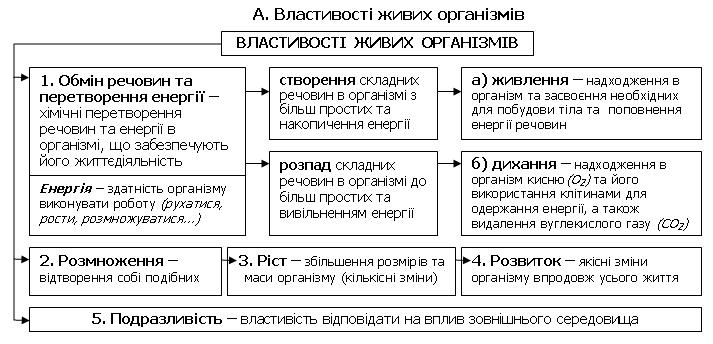 А. Властивості живих організмів
ВЛАСТИВОСТІ ЖИВИХ ОРГАНІЗМІВ
1. Обмін речовин та
перетворення енергії –
хімічні перетворення
речовин та енергії в
організмі, що забезпечують
його життєдіяльність
Енергія – здатність організму
виконувати роботу (рухатися,
рости, розмножуватися...)
створення складних
речовин в організмі з
більш простих та
накопичення енергії
а) живлення – надходження в
організм та засвоєння необхідних
для побудови тіла та поповнення
енергії речовин
розпад складних
речовин в організмі до
більш простих та
вивільненням енергії
б) дихання – надходження в
організм кисню (О2) та його
використання клітинами для
одержання енергії, а також
видалення вуглекислого газу (СО2)
2. Розмноження –
відтворення собі подібних
3. Ріст – збільшення розмірів та
маси організму (кількісні зміни)
4. Розвиток – якісні зміни
організму впродовж усього життя
5. Подразливість – властивість відповідати на вплив зовнішнього середовища